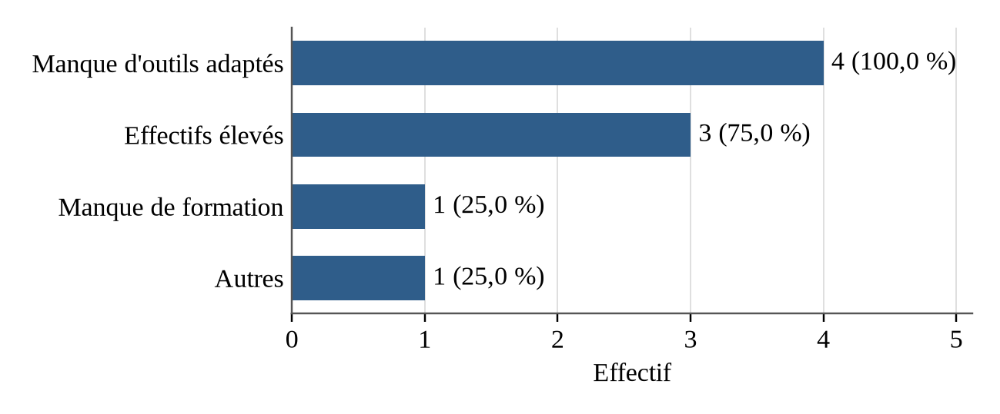 Manque d'outils adaptés 4 (100,0 %)
Effectifs élevés 3 (75,0 %)
Manque de formation 1 (25,0 %)
Autres 1 (25,0 %)
0 1 2 3 4 5
Effectif